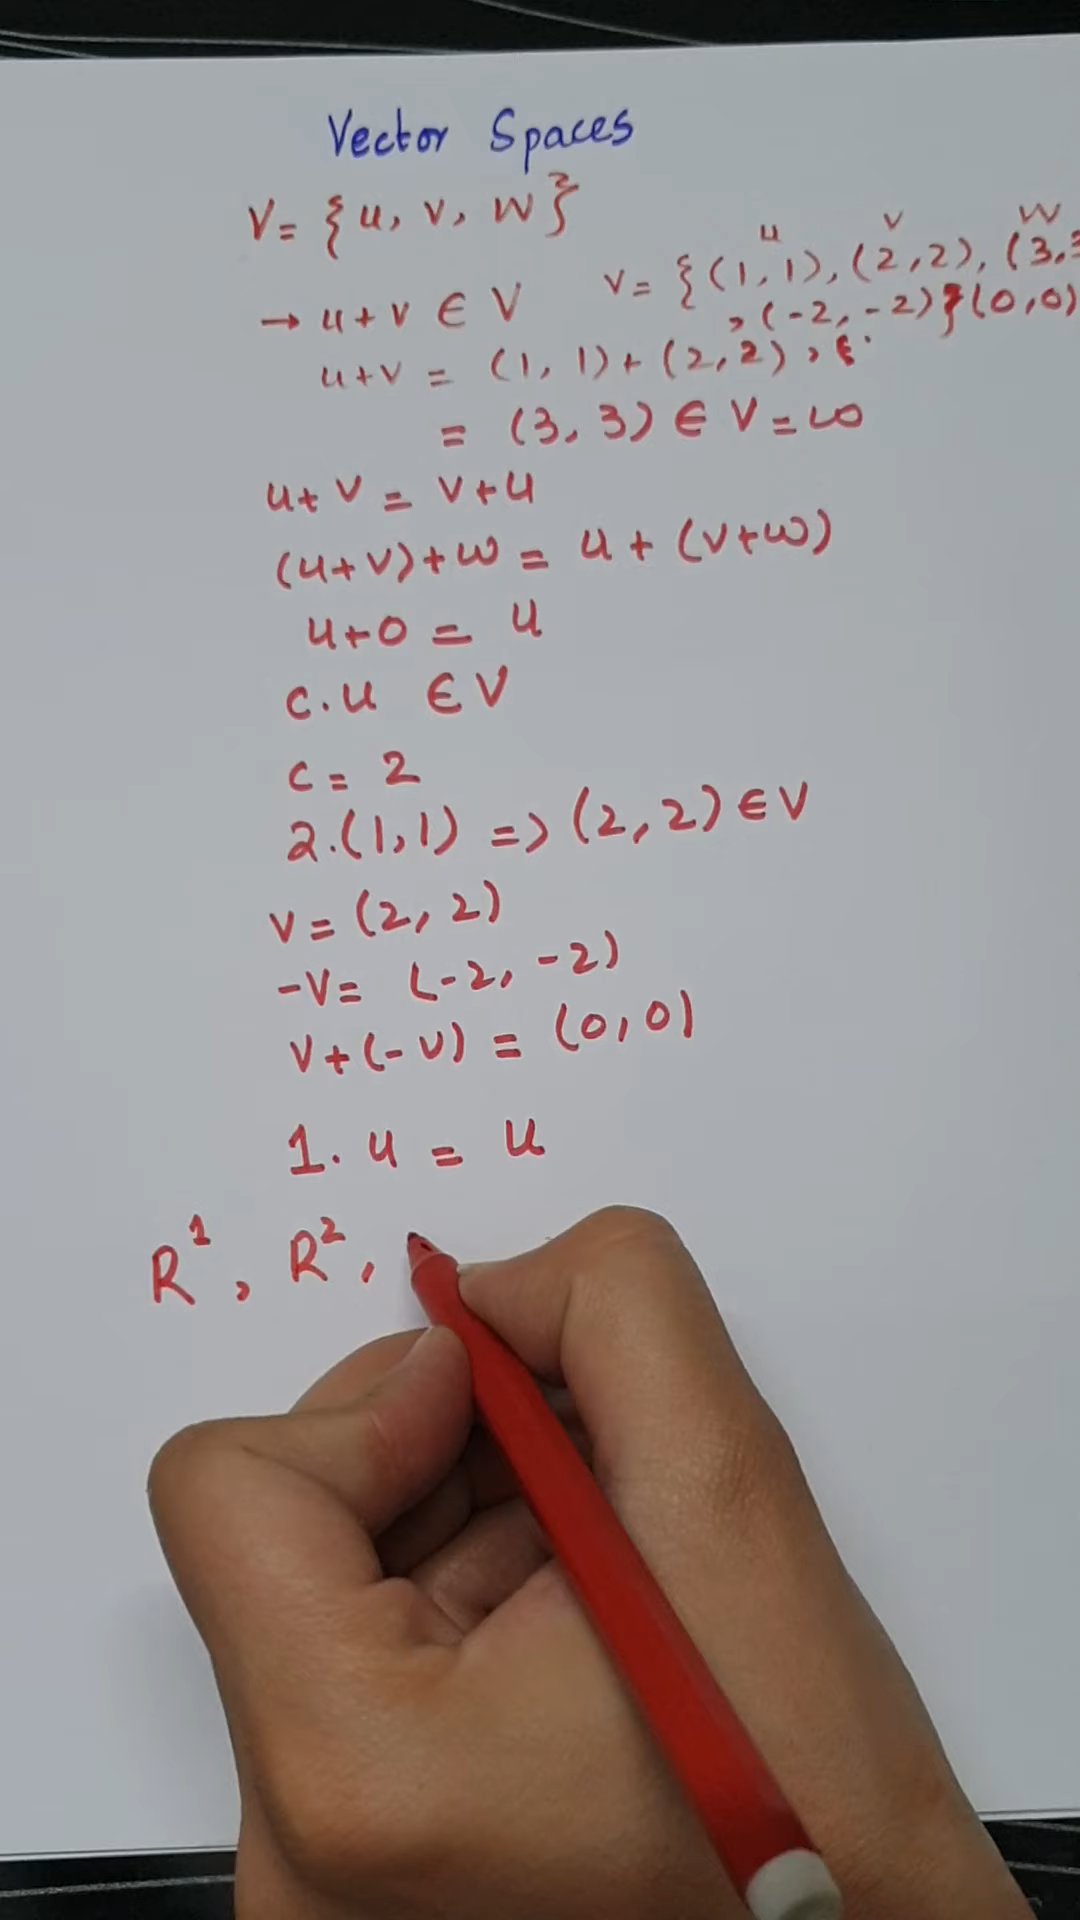 Vector Spaces
V = {u, v, w}
u v w
V = {(1, 1), (2, 2), (3,3
, (-2, -2)} (0, 0)
→ u + v ∈ V
u + v = (1, 1) + (2, 2)
= (3, 3) ∈ V = w
u + v = v + u
(u + v) + w = u + (v + w)
u + 0 = u
c . u ∈ V
c = 2
2.(1, 1) => (2, 2) ∈ V
v = (2, 2)
-v = (-2, -2)
v + (-v) = (0, 0)
1. u = u
R¹, R²,